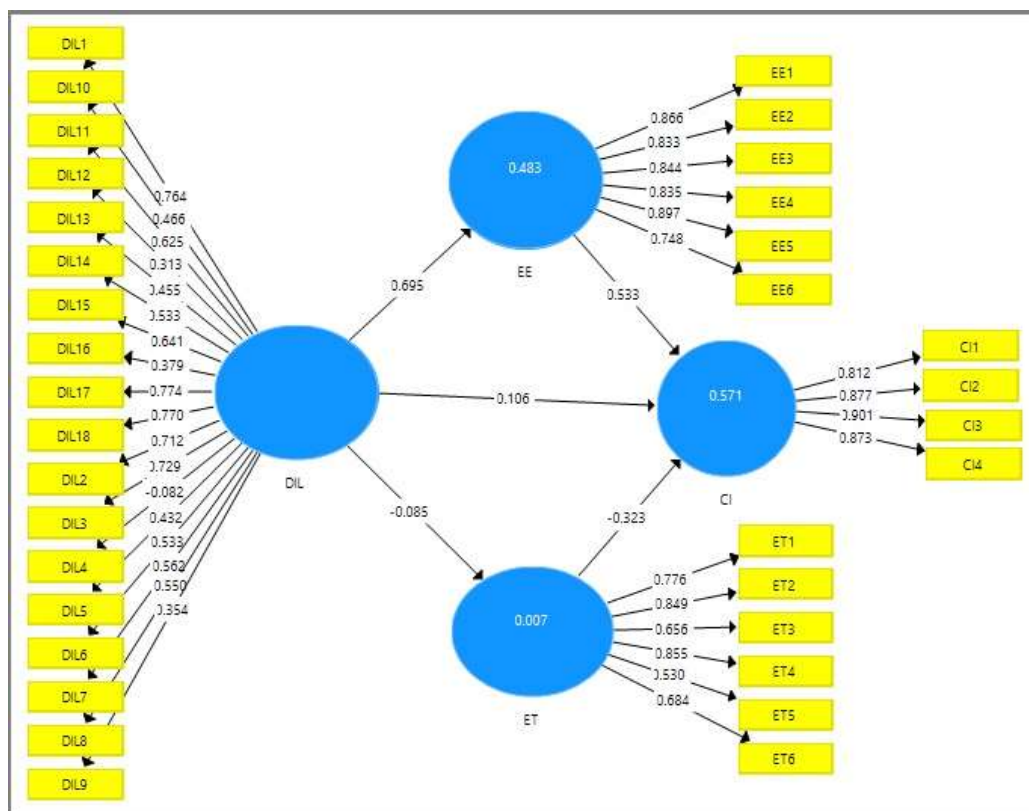 DIL1
DIL10
DIL11
DIL12
DIL13
DIL14
DIL15
DIL16
DIL17
DIL18
DIL2
DIL3
DIL4
DIL5
DIL6
DIL7
DIL8
DIL9
0.764
0.466
0.625
0.313
0.455
0.533
0.641
0.379
0.774
0.770
0.712
0.729
-0.082
0.432
0.533
0.562
0.550
0.354
DIL
0.695
0.106
-0.085
0.483
EE
0.866
0.833
0.844
0.835
0.897
0.748
EE1
EE2
EE3
EE4
EE5
EE6
0.533
0.571
CI
-0.323
0.812
0.877
0.901
0.873
CI1
CI2
CI3
CI4
0.007
ET
0.776
0.849
0.656
0.855
0.530
0.684
ET1
ET2
ET3
ET4
ET5
ET6